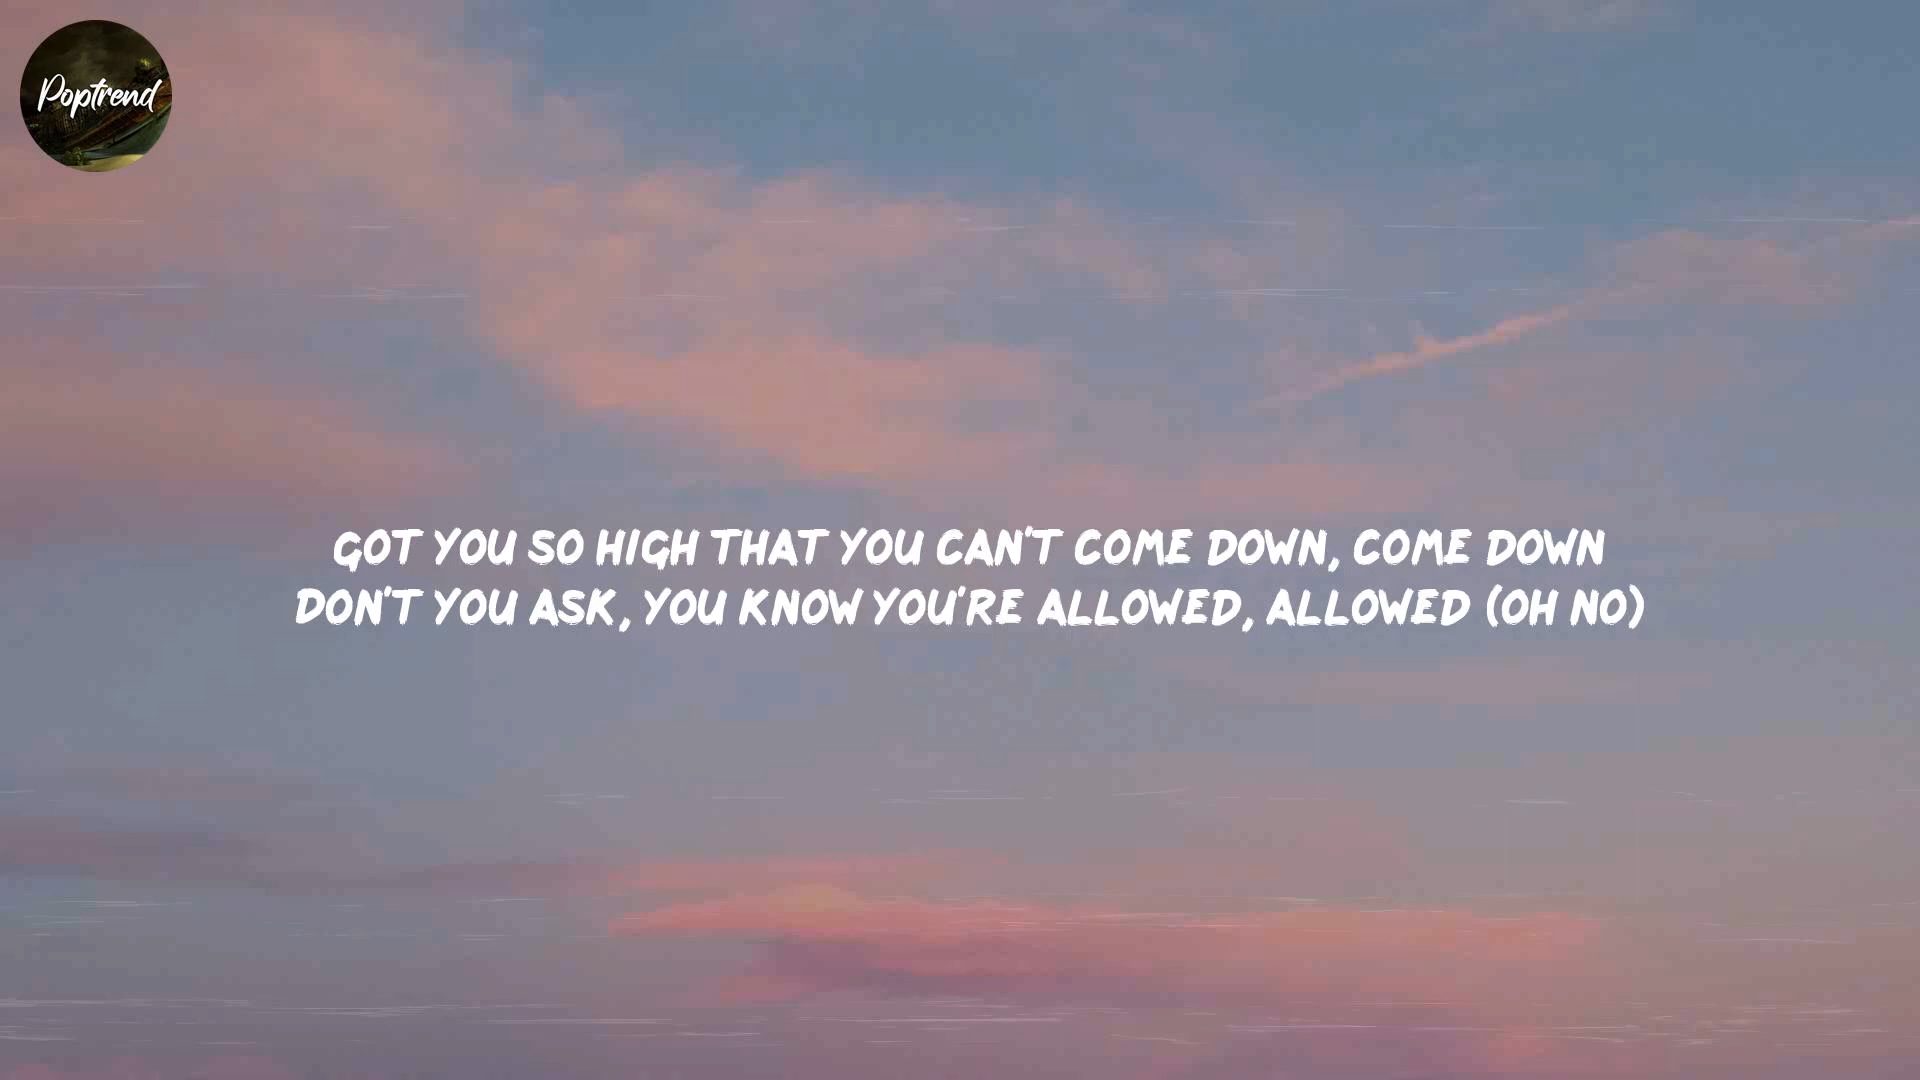 Poptrend
GOT YOU SO HIGH THAT YOU CAN'T COME DOWN, COME DOWN
DON'T YOU ASK, YOU KNOW YOU'RE ALLOWED, ALLOWED (OH NO)